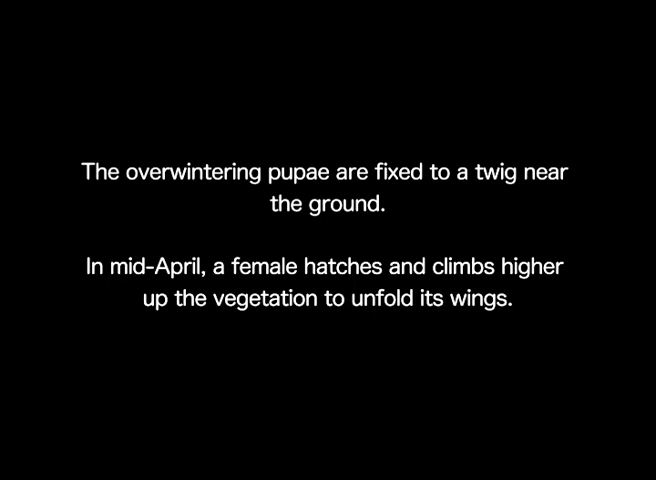 The overwintering pupae are fixed to a twig near
the ground.
In mid-April, a female hatches and climbs higher
up the vegetation to unfold its wings.